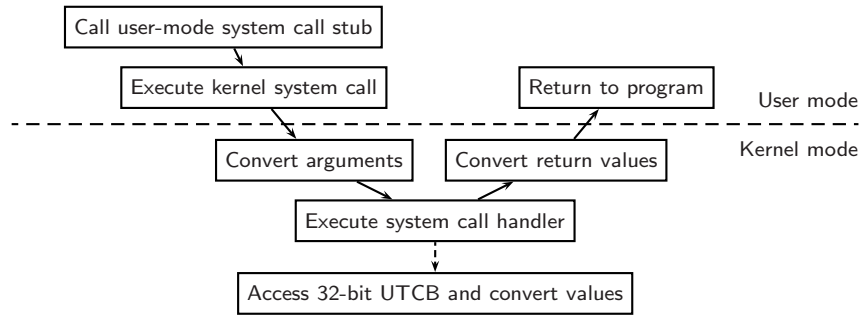 Call user-mode system call stub
Execute kernel system call
Return to program
User mode
Kernel mode
Convert arguments
Convert return values
Execute system call handler
Access 32-bit UTCB and convert values